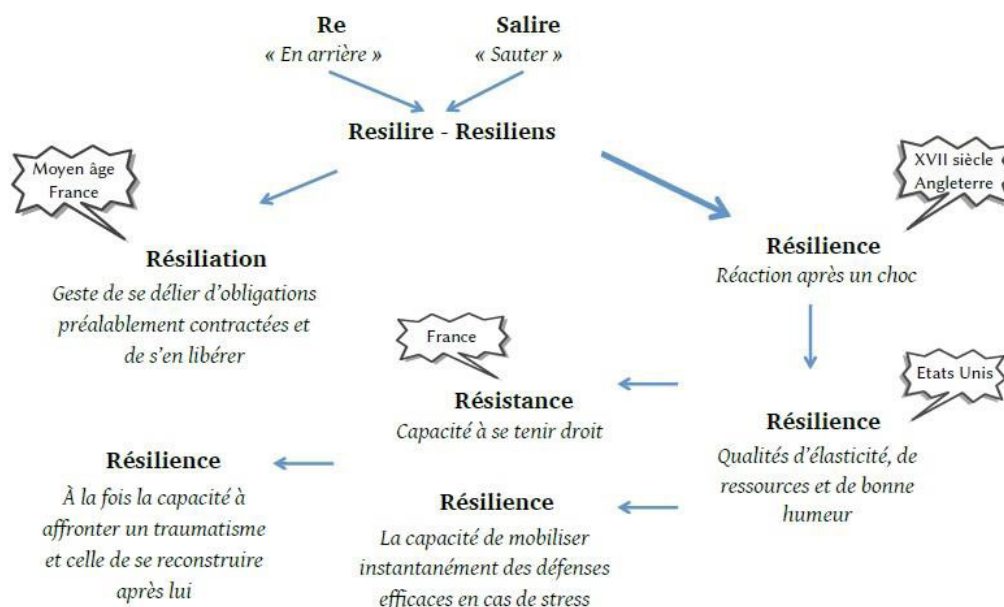 Re
« En arrière »
Salire
« Sauter »
Resilire - Resiliens
Moyen âge
France
XVII siècle
Angleterre
Résiliation
Geste de se délier d’obligations
préalablement contractées et
de s’en libérer
Résilience
Réaction après un choc
France
Etats Unis
Résistance
Capacité à se tenir droit
Résilience
Qualités d’élasticité, de
ressources et de bonne
humeur
Résilience
À la fois la capacité à
affronter un traumatisme
et celle de se reconstruire
après lui
Résilience
La capacité de mobiliser
instantanément des défenses
efficaces en cas de stress